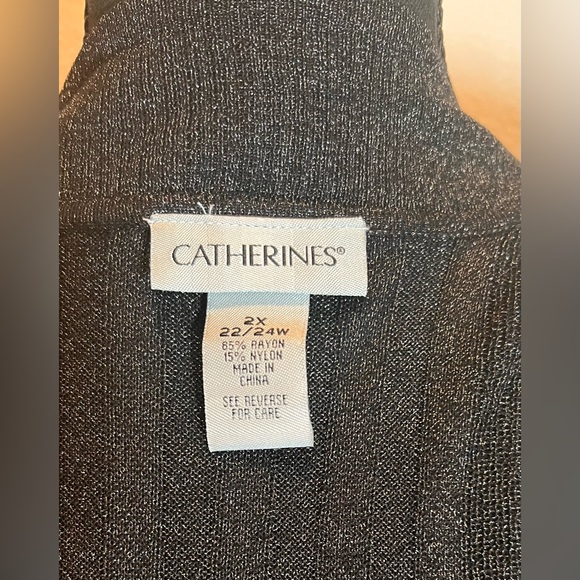 CATHERINES®
2X
22/24W
85% RAYON
15% NYLON
MADE IN
CHINA
SEE REVERSE
FOR CARE